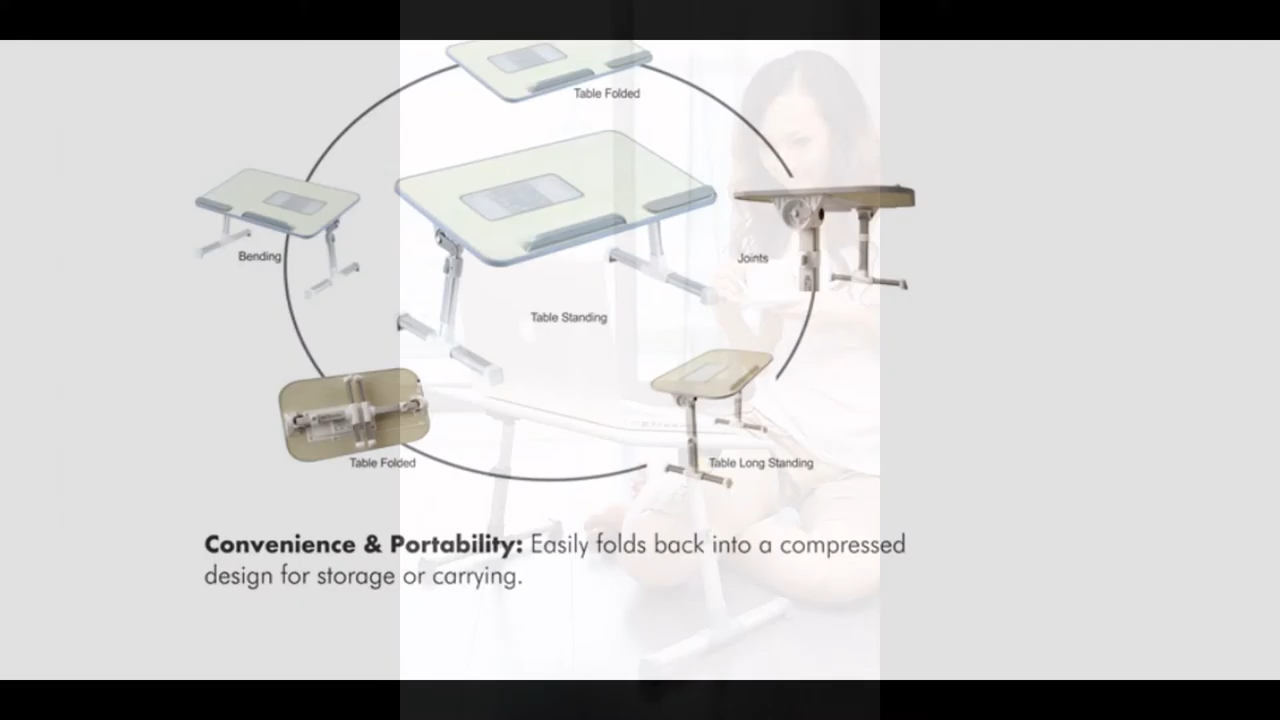 Table Folded
Bending
Joints
Table Standing
Table Folded
Table Long Standing
Convenience & Portability: Easily folds back into a compressed
design for storage or carrying.